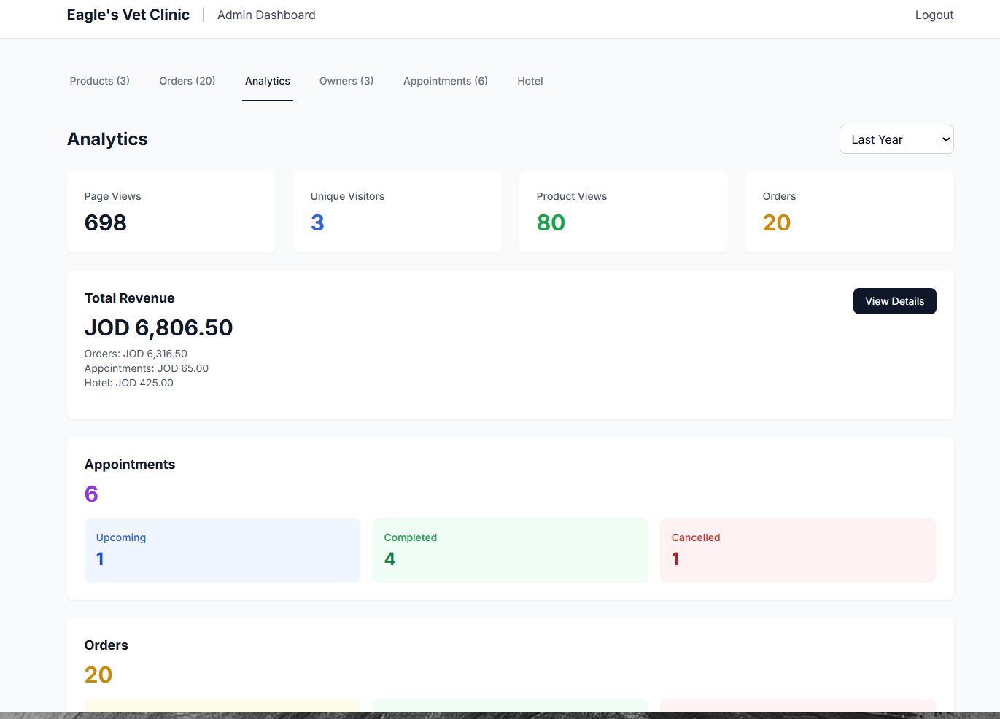 Eagle's Vet Clinic | Admin Dashboard Logout
Products (3) Orders (20) Analytics Owners (3) Appointments (6) Hotel
Analytics Last Year
Page Views Unique Visitors Product Views Orders
698 3 80 20
Total Revenue View Details
JOD 6,806.50
Orders: JOD 6,316.50
Appointments: JOD 65.00
Hotel: JOD 425.00
Appointments
6
Upcoming Completed Cancelled
1 4 1
Orders
20